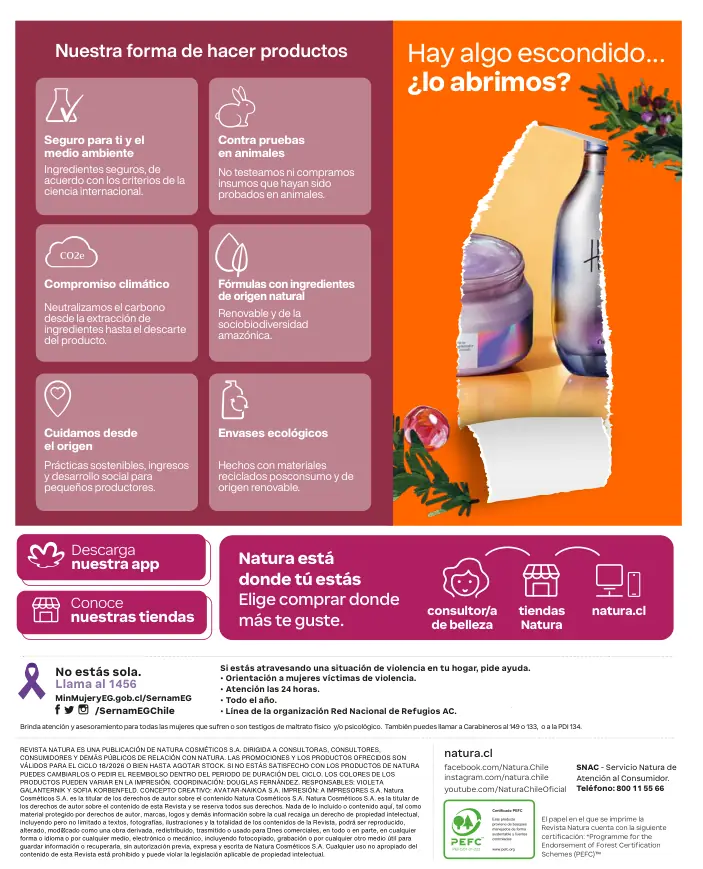 Nuestra forma de hacer productos
Seguro para ti y el
medio ambiente
Ingredientes seguros, de
acuerdo con los criterios de la
ciencia internacional.
Contra pruebas
en animales
No testeamos ni compramos
insumos que hayan sido
probados en animales.
CO2e
Compromiso climático
Neutralizamos el carbono
desde la extracción de
ingredientes hasta el descarte
del producto.
Fórmulas con ingredientes
de origen natural
Renovable y de la
sociobiodiversidad
amazónica.
Cuidamos desde
el origen
Prácticas sostenibles, ingresos
y desarrollo social para
pequeños productores.
Envases ecológicos
Hechos con materiales
reciclados posconsumo y de
origen renovable.
Hay algo escondido...
¿lo abrimos?
Descarga
nuestra app
Conoce
nuestras tiendas
Natura está
donde tú estás
Elige comprar donde
más te guste.
consultor/a
de belleza
tiendas
Natura
natura.cl
No estás sola.
Llama al 1456
MinMujeryEG.gob.cl/SernamEG
/SernamEGChile
Si estás atravesando una situación de violencia en tu hogar, pide ayuda.
• Orientación a mujeres víctimas de violencia.
• Atención las 24 horas.
• Todo el año.
• Línea de la organización Red Nacional de Refugios AC.
Brinda atención y asesoramiento para todas las mujeres que sufren o son testigos de maltrato físico y/o psicológico. También puedes llamar a Carabineros al 149 o 133, o a la PDI 134.
REVISTA NATURA ES UNA PUBLICACIÓN DE NATURA COSMÉTICOS S.A. DIRIGIDA A CONSULTORAS, CONSULTORES,
CONSUMIDORES Y DEMÁS PÚBLICOS DE RELACIÓN CON NATURA. LAS PROMOCIONES Y LOS PRODUCTOS OFRECIDOS SON
VÁLIDOS PARA EL CICLO 18/2026 O BIEN HASTA AGOTAR STOCK. SI NO ESTÁS SATISFECHO CON LOS PRODUCTOS DE NATURA
PUEDES CAMBIARLOS O PEDIR EL REEMBOLSO DENTRO DEL PERIODO DE DURACIÓN DEL CICLO. LOS COLORES DE LOS
PRODUCTOS PUEDEN VARIAR EN LA IMPRESIÓN. COORDINACIÓN: DOUGLAS FERNÁNDEZ. RESPONSABLES: VIOLETA
GALANTERNIK Y SOFIA KORBENFELD. CONCEPTO CREATIVO: AVATAR-NAIKOA S.A. IMPRESIÓN: A IMPRESORES S.A. Natura
Cosméticos S.A. es la titular de los derechos de autor sobre el contenido Natura Cosméticos S.A. Natura Cosméticos S.A. es la titular de
los derechos de autor sobre el contenido de esta Revista y se reserva todos sus derechos. Nada de lo incluido o contenido aquí, tal como
material protegido por derechos de autor, marcas, logos y demás información sobre la cual recaiga un derecho de propiedad intelectual,
incluyendo pero no limitado a textos, fotografías, ilustraciones y la totalidad de los contenidos de la Revista, podrá ser reproducido,
alterado, modificado como una obra derivada, redistribuido, trasmitido o usado para fines comerciales, en todo o en parte, en cualquier
forma o idioma o por cualquier medio, electrónico o mecánico, incluyendo fotocopiado, grabación o por cualquier otro medio útil para
guardar información o recuperarla, sin autorización previa, expresa y escrita de Natura Cosméticos S.A. Cualquier uso no apropiado del
contenido de esta Revista está prohibido y puede violar la legislación aplicable de propiedad intelectual.
natura.cl
facebook.com/Natura.Chile
instagram.com/natura.chile
youtube.com/NaturaChileOficial
SNAC - Servicio Natura de
Atención al Consumidor.
Teléfono: 800 11 55 66
PEFC
Certificado PEFC
Este producto
proviene de bosques
manejados de forma
sustentable y fuentes
controladas
www.pefc.org
El papel en el que se imprime la
Revista Natura cuenta con la siguiente
certificación: "Programme for the
Endorsement of Forest Certification
Schemes (PEFC)™